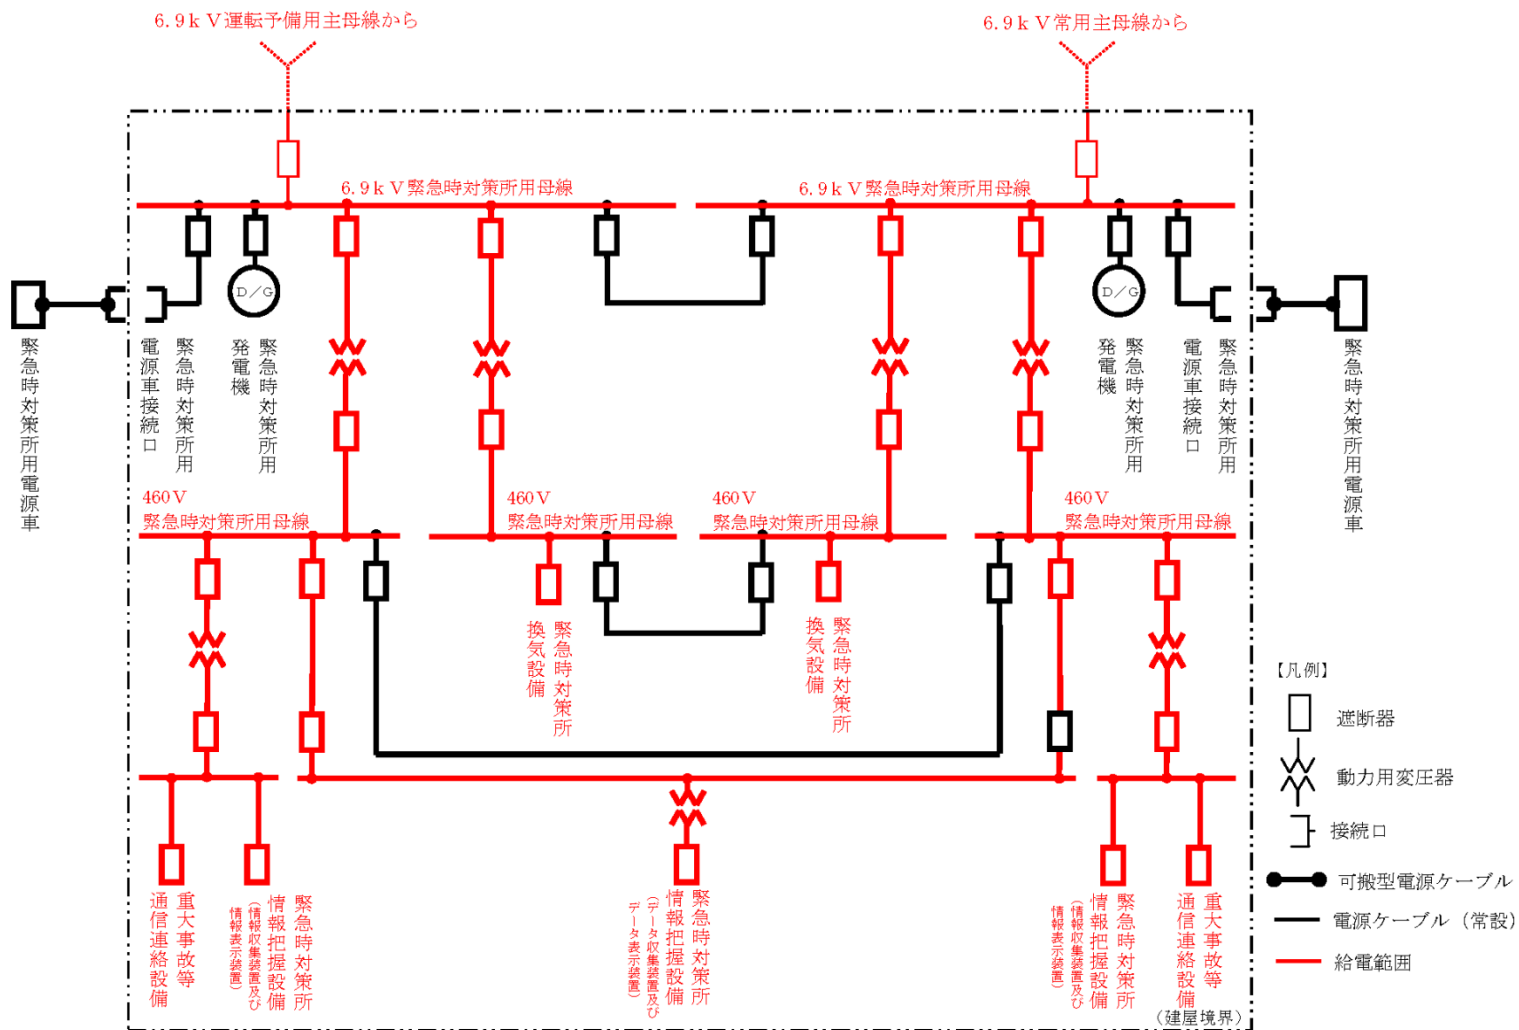 6.9kV運転予備用主母線から
6.9kV常用主母線から
6.9kV緊急時対策所用母線
6.9kV緊急時対策所用母線
D/G
D/G
緊急時対策所用電源車
緊急時対策所用
電源車接続口
緊急時対策所用
発電機
緊急時対策所用
発電機
緊急時対策所用
電源車接続口
緊急時対策所用電源車
460V
緊急時対策所用母線
460V
緊急時対策所用母線
460V
緊急時対策所用母線
460V
緊急時対策所用母線
緊急時対策所
換気設備
緊急時対策所
換気設備
重大事故等
通信連絡設備
緊急時対策所
情報把握設備
(情報収集装置及び
情報表示装置)
緊急時対策所
情報把握設備
(データ収集装置及び
データ表示装置)
緊急時対策所
情報把握設備
(情報収集装置及び
情報表示装置)
重大事故等
通信連絡設備
(建屋境界)
【凡例】
遮断器
動力用変圧器
接続口
可搬型電源ケーブル
電源ケーブル(常設)
給電範囲